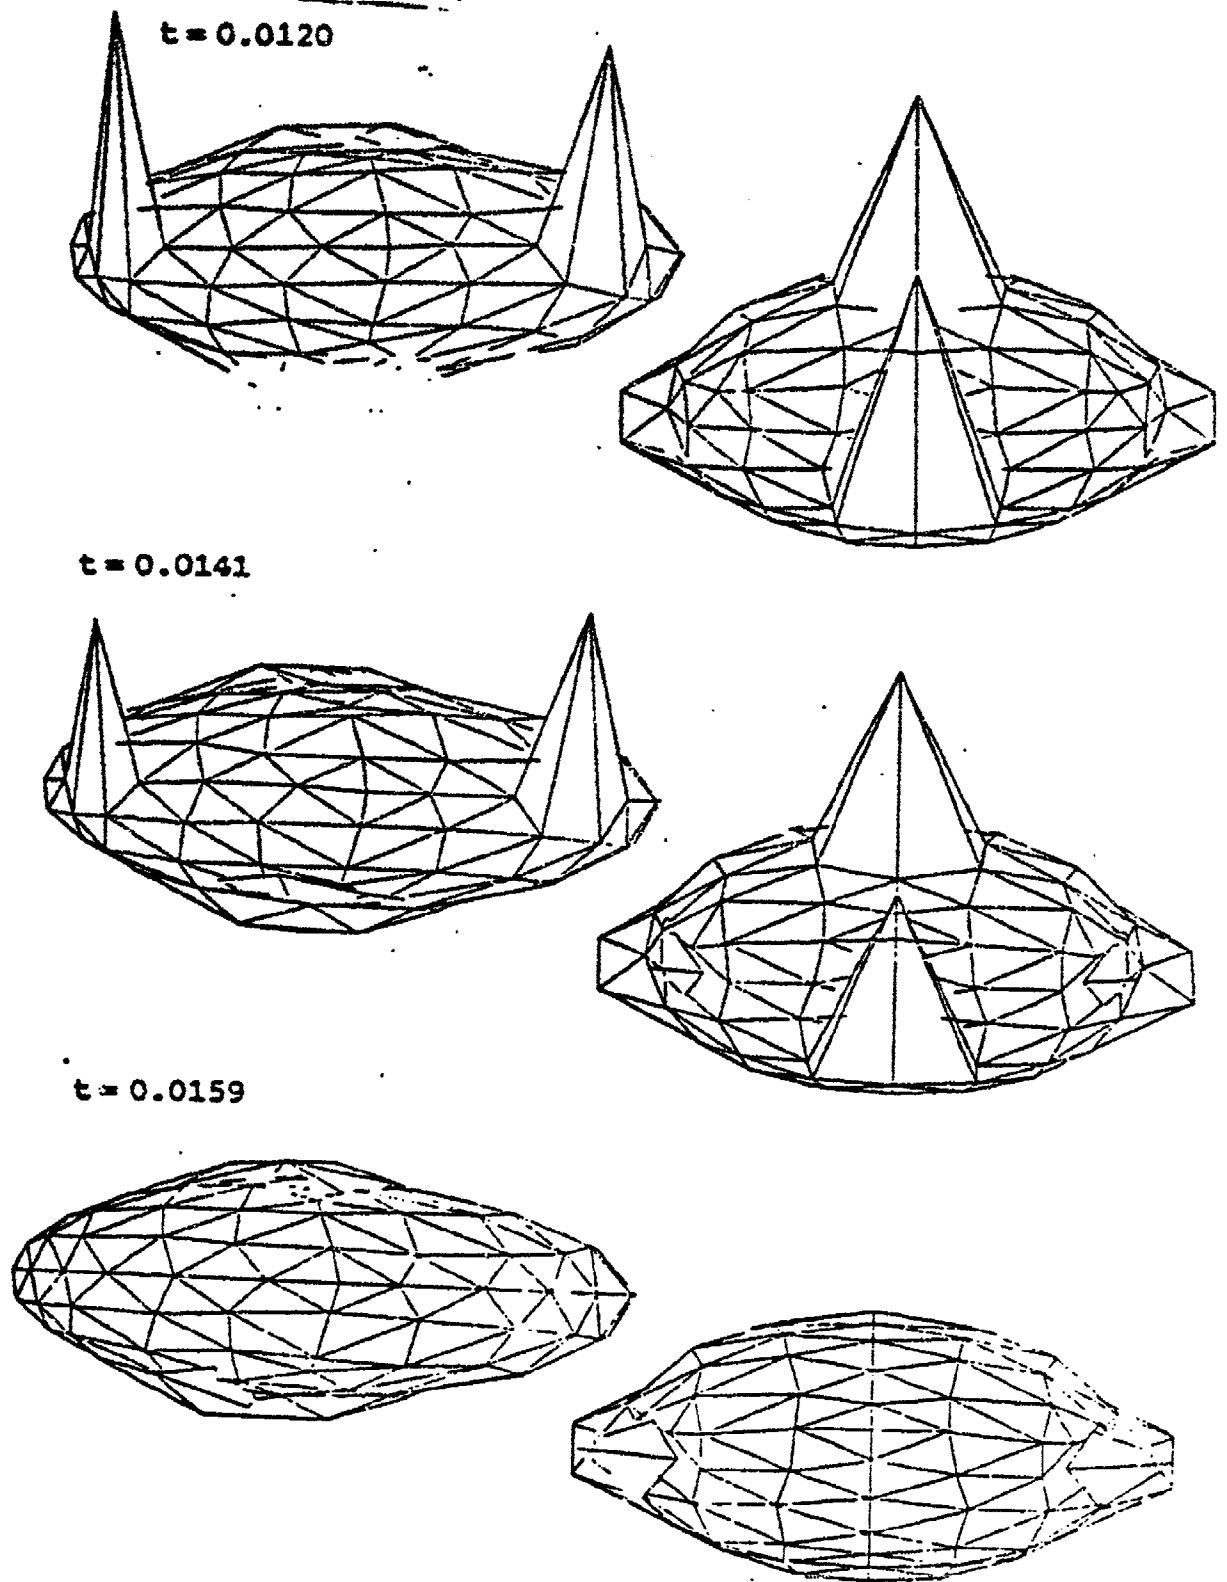 t = 0.0120
t = 0.0141
t = 0.0159